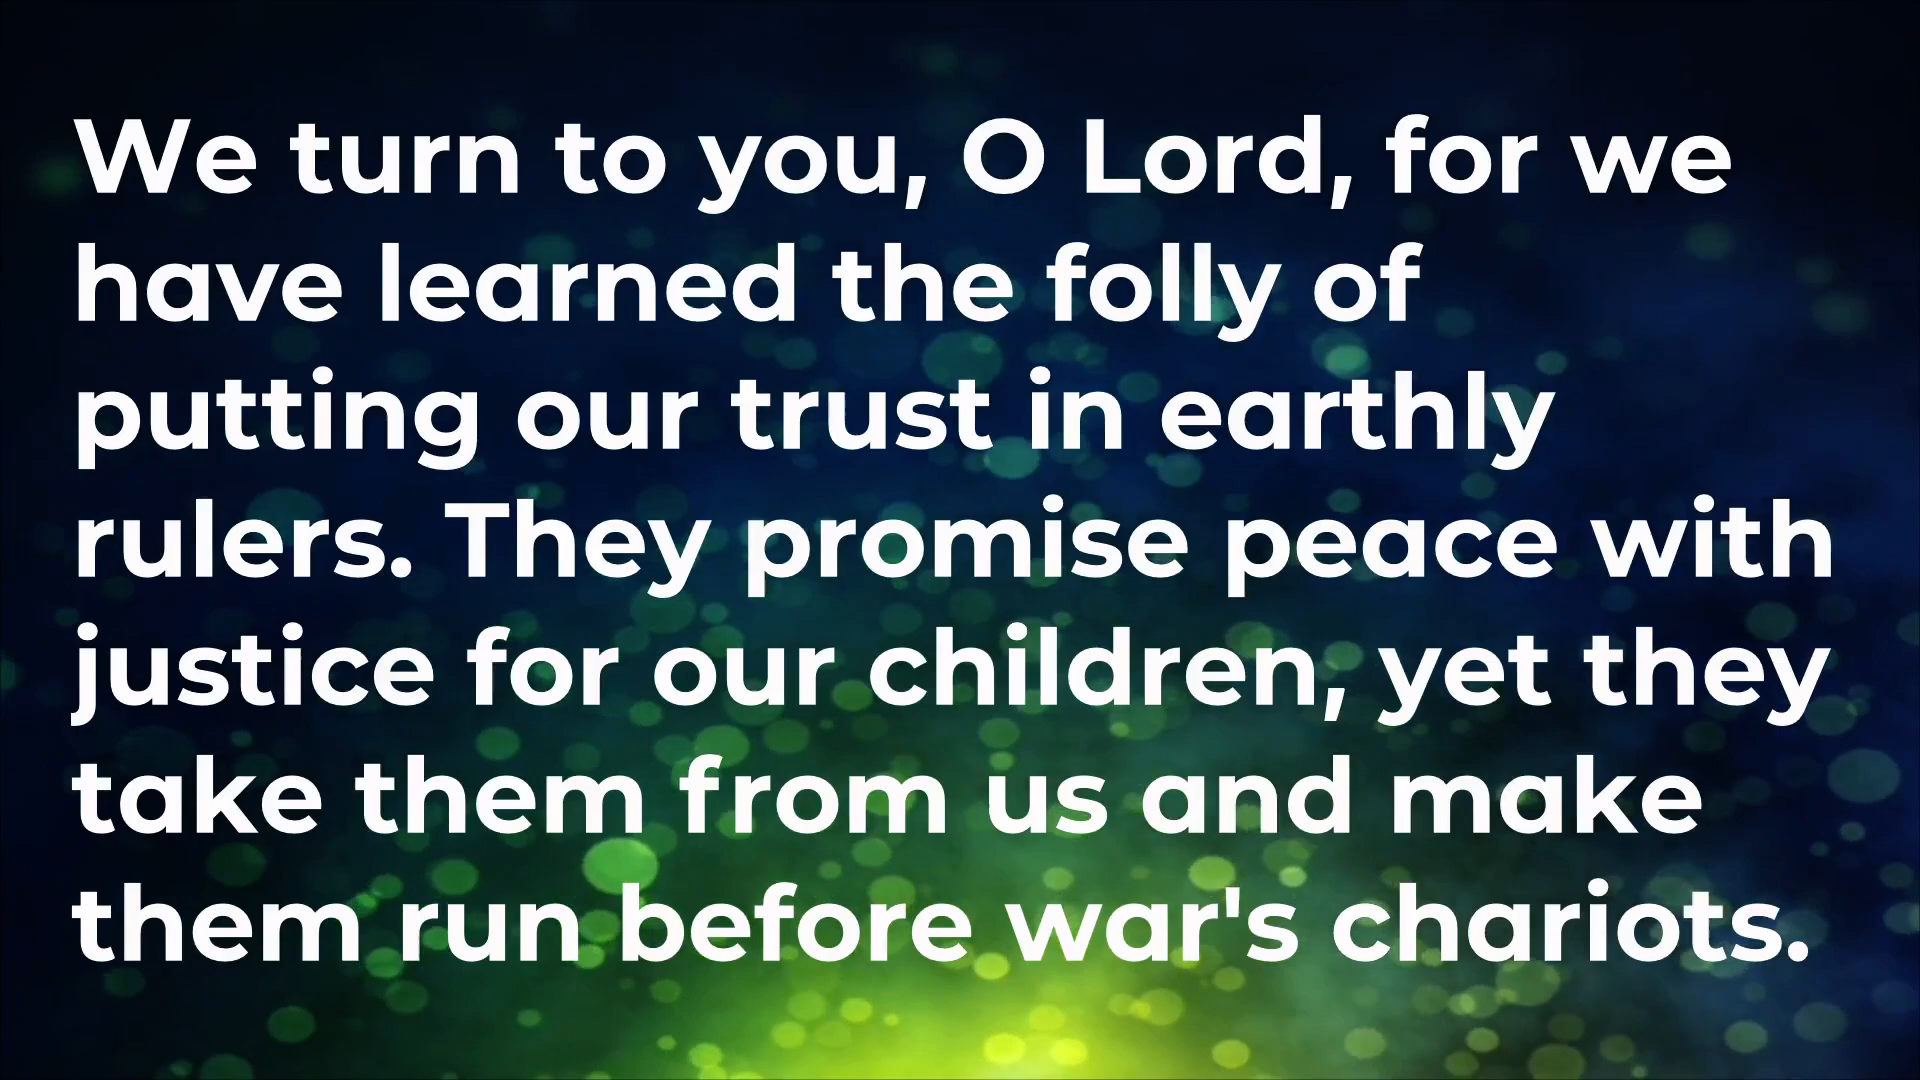 We turn to you, O Lord, for we
have learned the folly of
putting our trust in earthly
rulers. They promise peace with
justice for our children, yet they
take them from us and make
them run before war's chariots.